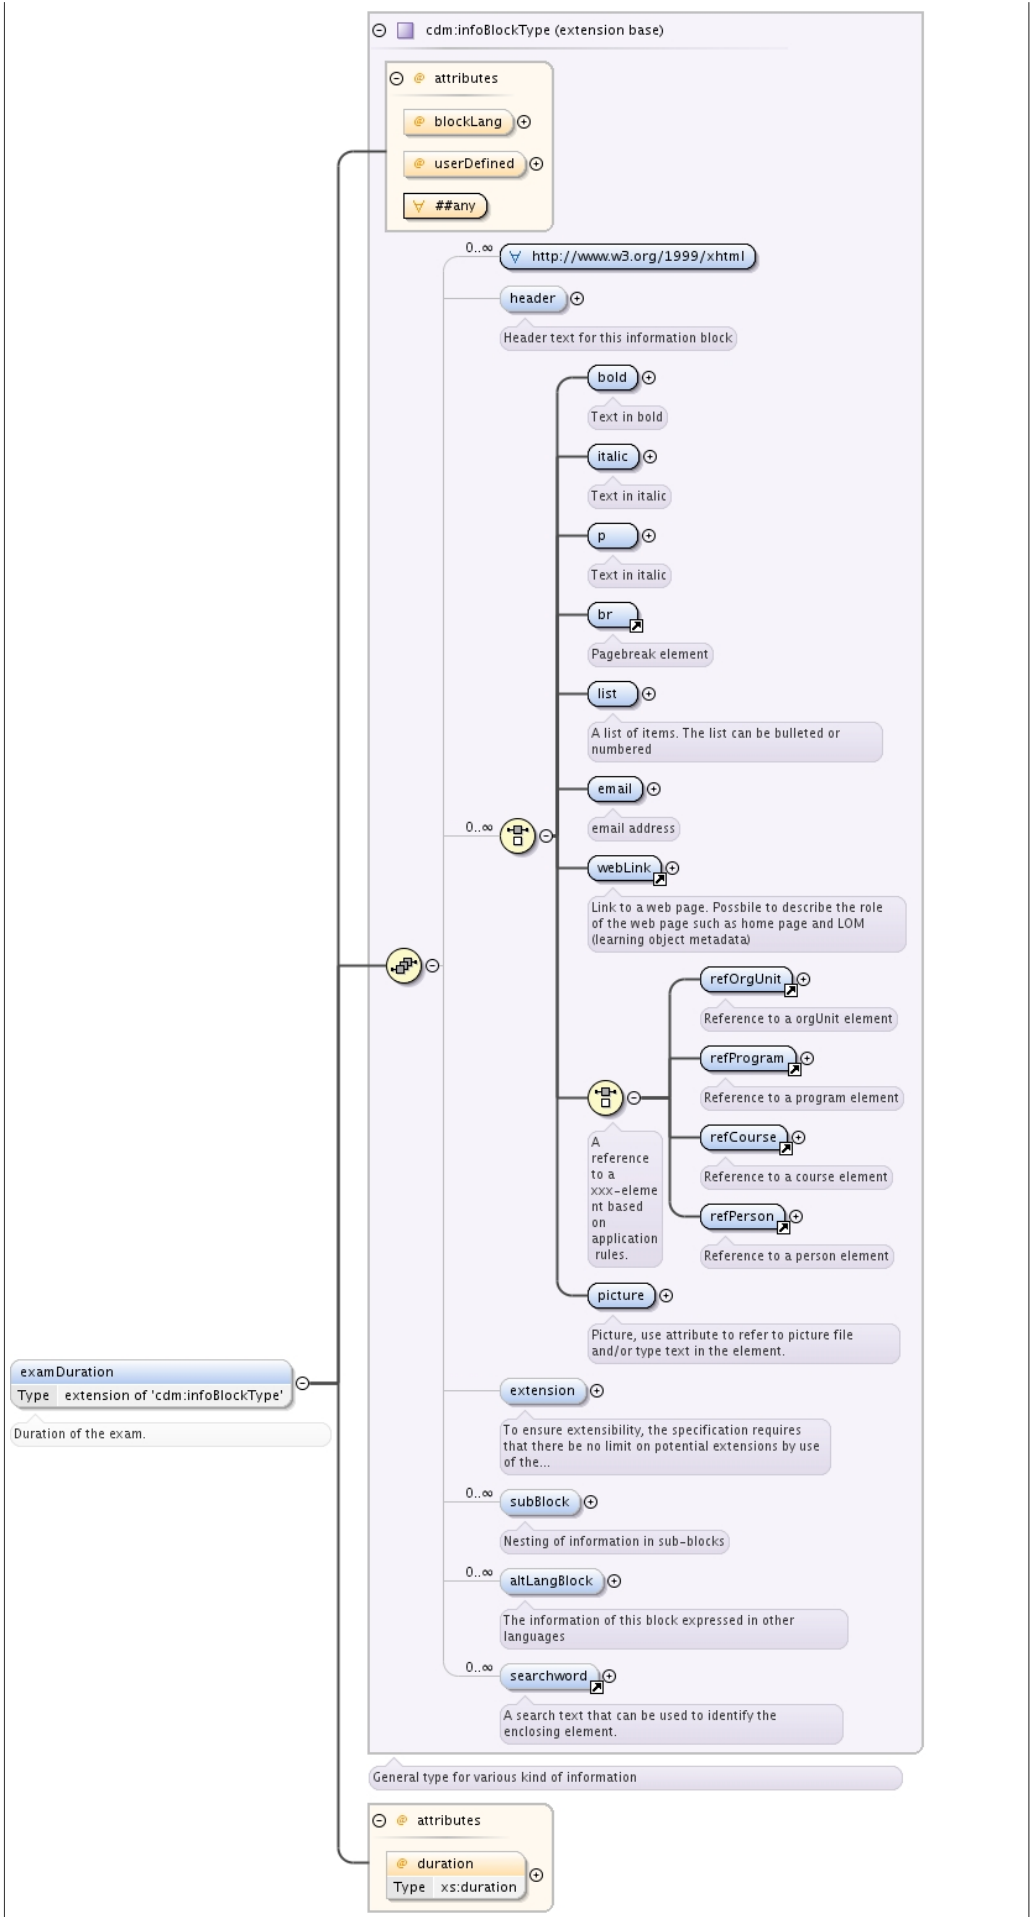 cdm:infoBlockType (extension base)
@ attributes
@ blockLang
@ userDefined
∀ ##any
0..∞
∀ http://www.w3.org/1999/xhtml
header
Header text for this information block
bold
Text in bold
italic
Text in italic
p
Text in italic
br
Pagebreak element
list
A list of items. The list can be bulleted or
numbered
email
email address
0..∞
webLink
Link to a web page. Possbile to describe the role
of the web page such as home page and LOM
(learning object metadata)
refOrgUnit
Reference to a orgUnit element
refProgram
Reference to a program element
refCourse
Reference to a course element
refPerson
Reference to a person element
A
reference
to a
xxx-eleme
nt based
on
application
rules.
picture
Picture, use attribute to refer to picture file
and/or type text in the element.
examDuration
Type extension of 'cdm:infoBlockType'
Duration of the exam.
extension
To ensure extensibility, the specification requires
that there be no limit on potential extensions by use
of the...
0..∞
subBlock
Nesting of information in sub-blocks
0..∞
altLangBlock
The information of this block expressed in other
languages
0..∞
searchword
A search text that can be used to identify the
enclosing element.
General type for various kind of information
@ attributes
@ duration
Type xs:duration